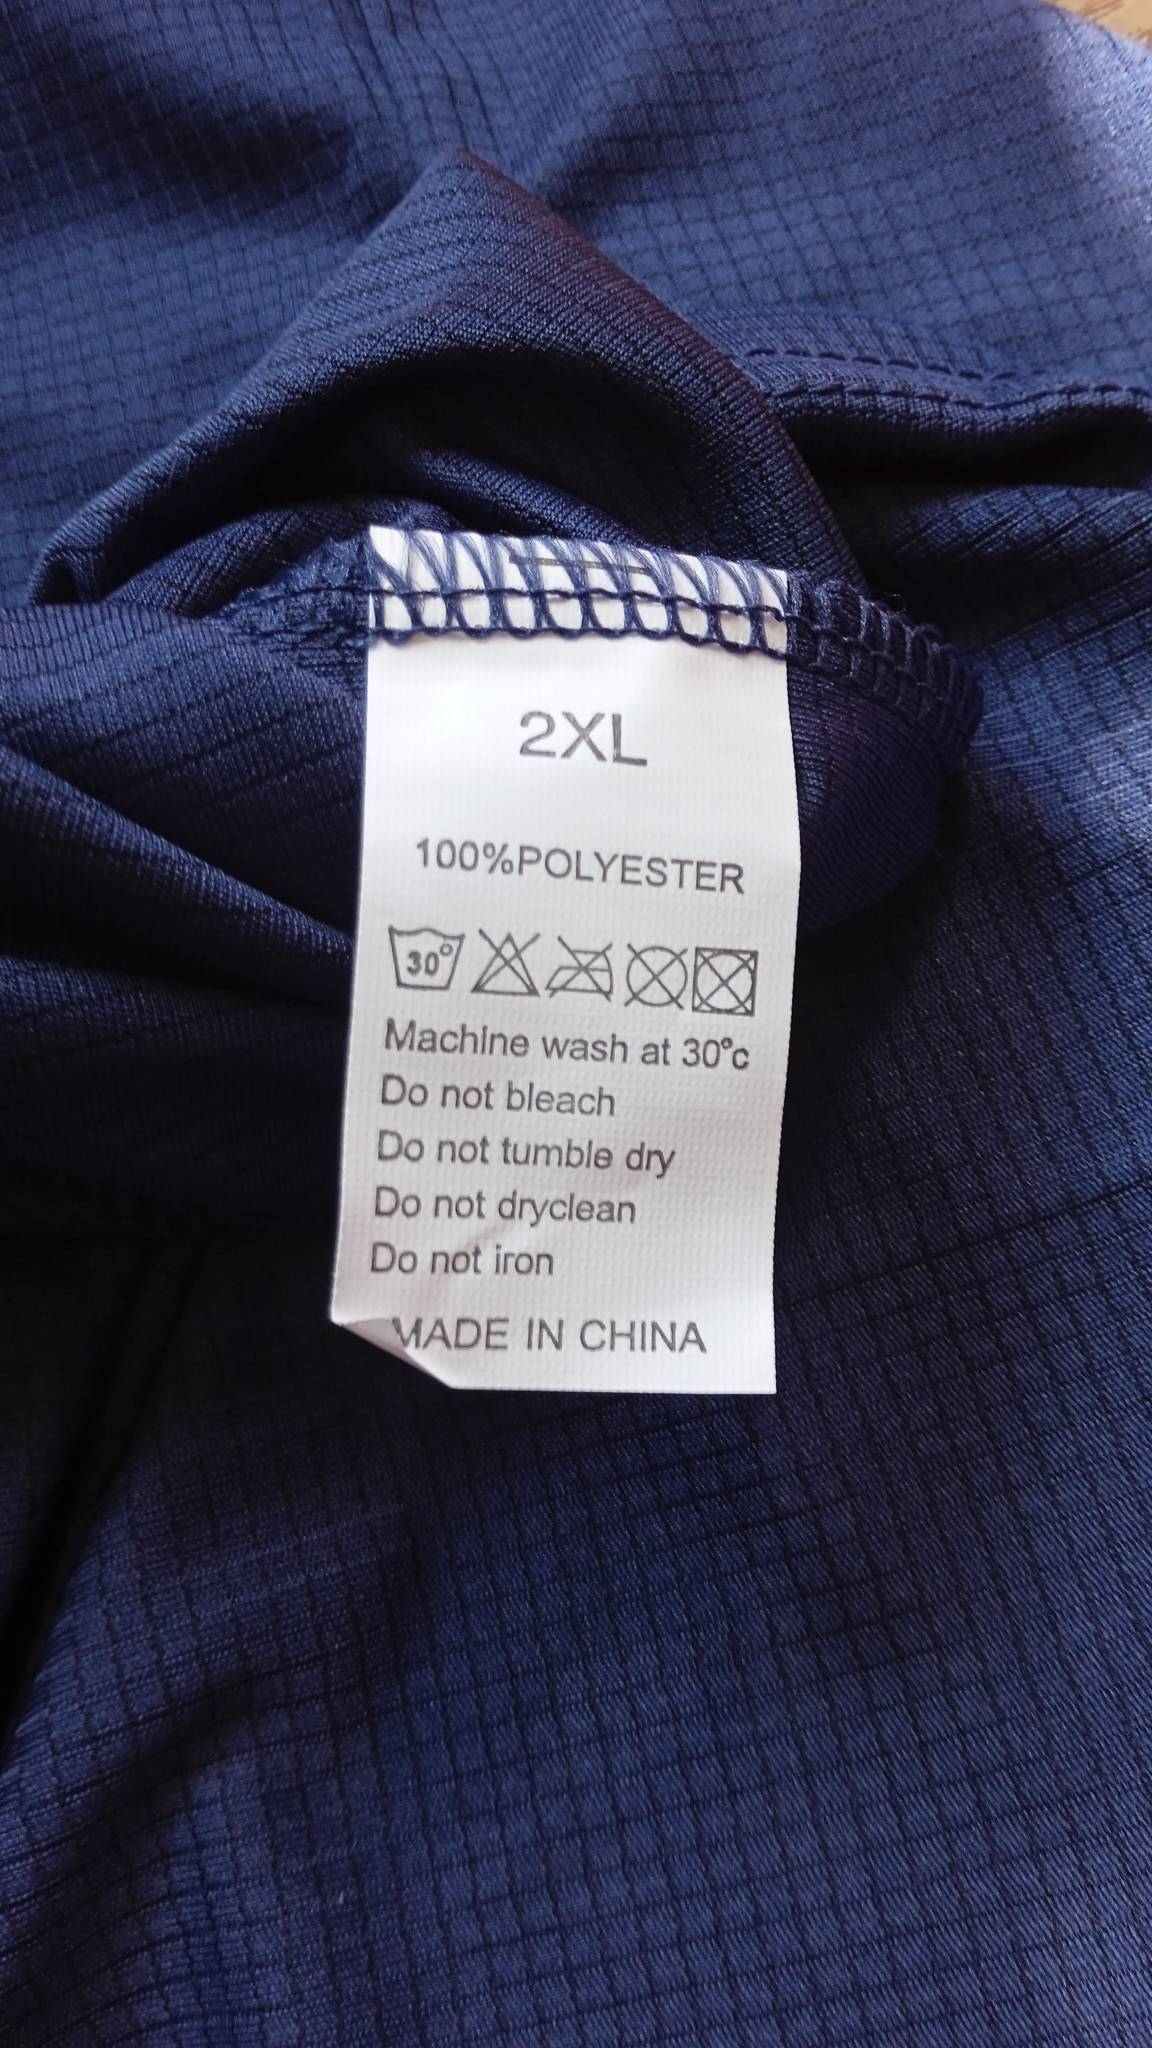 2XL
100%POLYESTER
30°
Machine wash at 30°c
Do not bleach
Do not tumble dry
Do not dryclean
Do not iron
MADE IN CHINA